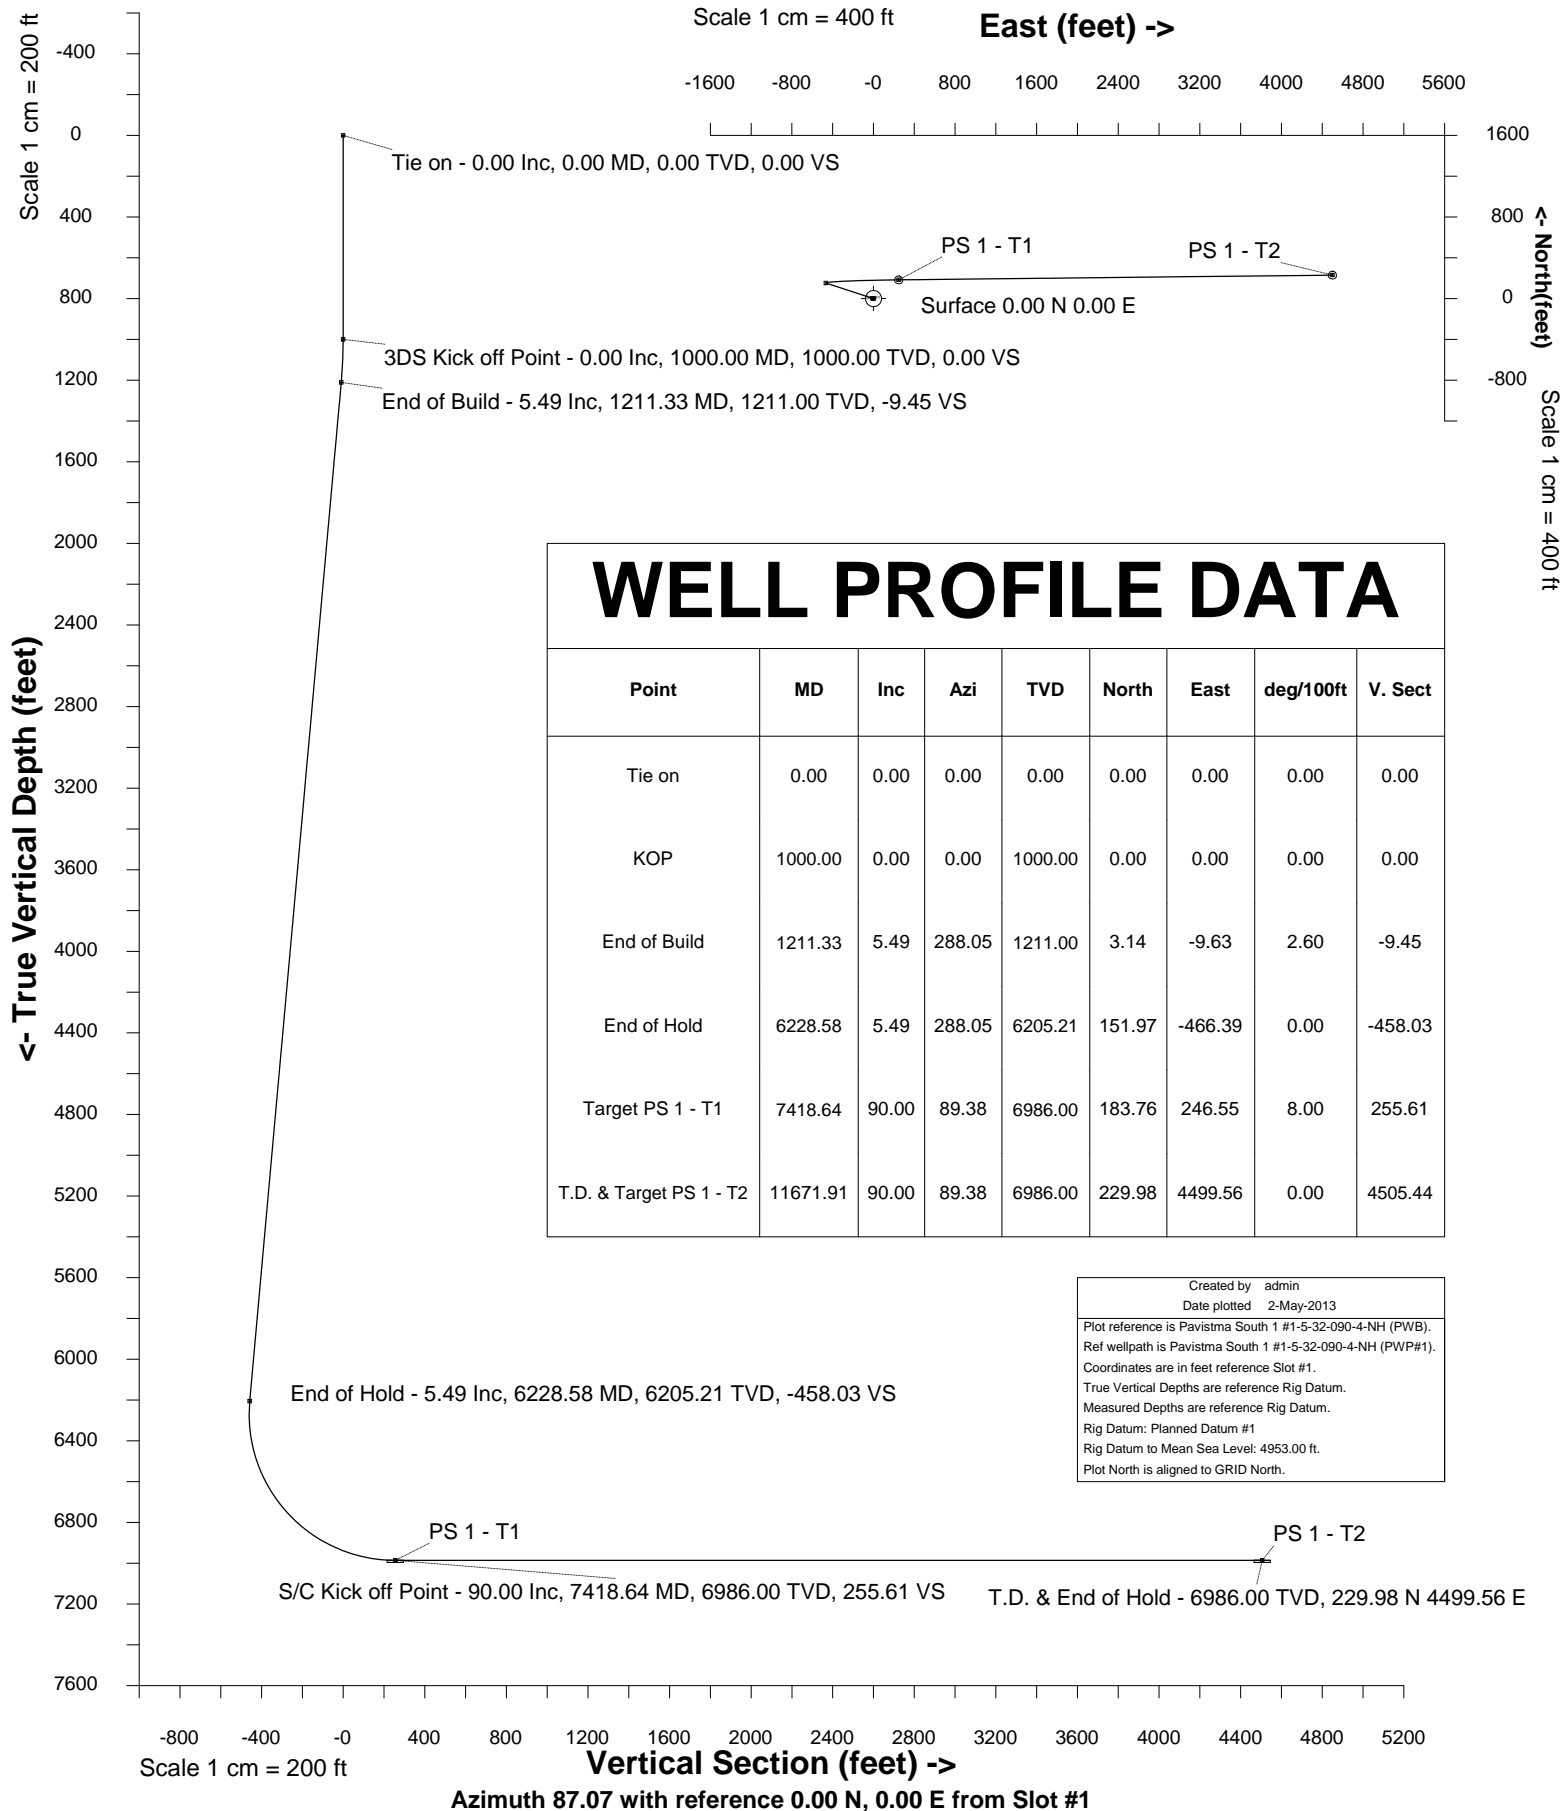 Scale 1 cm = 400 ft
East (feet) ->
-1600 -800 -0 800 1600 2400 3200 4000 4800 5600
Scale 1 cm = 200 ft
-400
0
400
800
1200
1600
2000
2400
2800
3200
3600
4000
4400
4800
5200
5600
6000
6400
6800
7200
7600
<- True Vertical Depth (feet)
1600
800
0
-800
<- North(feet)
Scale 1 cm = 400 ft
Tie on - 0.00 Inc, 0.00 MD, 0.00 TVD, 0.00 VS
PS 1 - T1
PS 1 - T2
Surface 0.00 N 0.00 E
3DS Kick off Point - 0.00 Inc, 1000.00 MD, 1000.00 TVD, 0.00 VS
End of Build - 5.49 Inc, 1211.33 MD, 1211.00 TVD, -9.45 VS
WELL PROFILE DATA
Point MD Inc Azi TVD North East deg/100ft V. Sect
Tie on 0.00 0.00 0.00 0.00 0.00 0.00 0.00 0.00
KOP 1000.00 0.00 0.00 1000.00 0.00 0.00 0.00 0.00
End of Build 1211.33 5.49 288.05 1211.00 3.14 -9.63 2.60 -9.45
End of Hold 6228.58 5.49 288.05 6205.21 151.97 -466.39 0.00 -458.03
Target PS 1 - T1 7418.64 90.00 89.38 6986.00 183.76 246.55 8.00 255.61
T.D. & Target PS 1 - T2 11671.91 90.00 89.38 6986.00 229.98 4499.56 0.00 4505.44
Created by admin
Date plotted 2-May-2013
Plot reference is Pavistma South 1 #1-5-32-090-4-NH (PWB).
Ref wellpath is Pavistma South 1 #1-5-32-090-4-NH (PWP#1).
Coordinates are in feet reference Slot #1.
True Vertical Depths are reference Rig Datum.
Measured Depths are reference Rig Datum.
Rig Datum: Planned Datum #1
Rig Datum to Mean Sea Level: 4953.00 ft.
Plot North is aligned to GRID North.
End of Hold - 5.49 Inc, 6228.58 MD, 6205.21 TVD, -458.03 VS
PS 1 - T1
PS 1 - T2
S/C Kick off Point - 90.00 Inc, 7418.64 MD, 6986.00 TVD, 255.61 VS
T.D. & End of Hold - 6986.00 TVD, 229.98 N 4499.56 E
-800 -400 -0 400 800 1200 1600 2000 2400 2800 3200 3600 4000 4400 4800 5200
Scale 1 cm = 200 ft
Vertical Section (feet) ->
Azimuth 87.07 with reference 0.00 N, 0.00 E from Slot #1